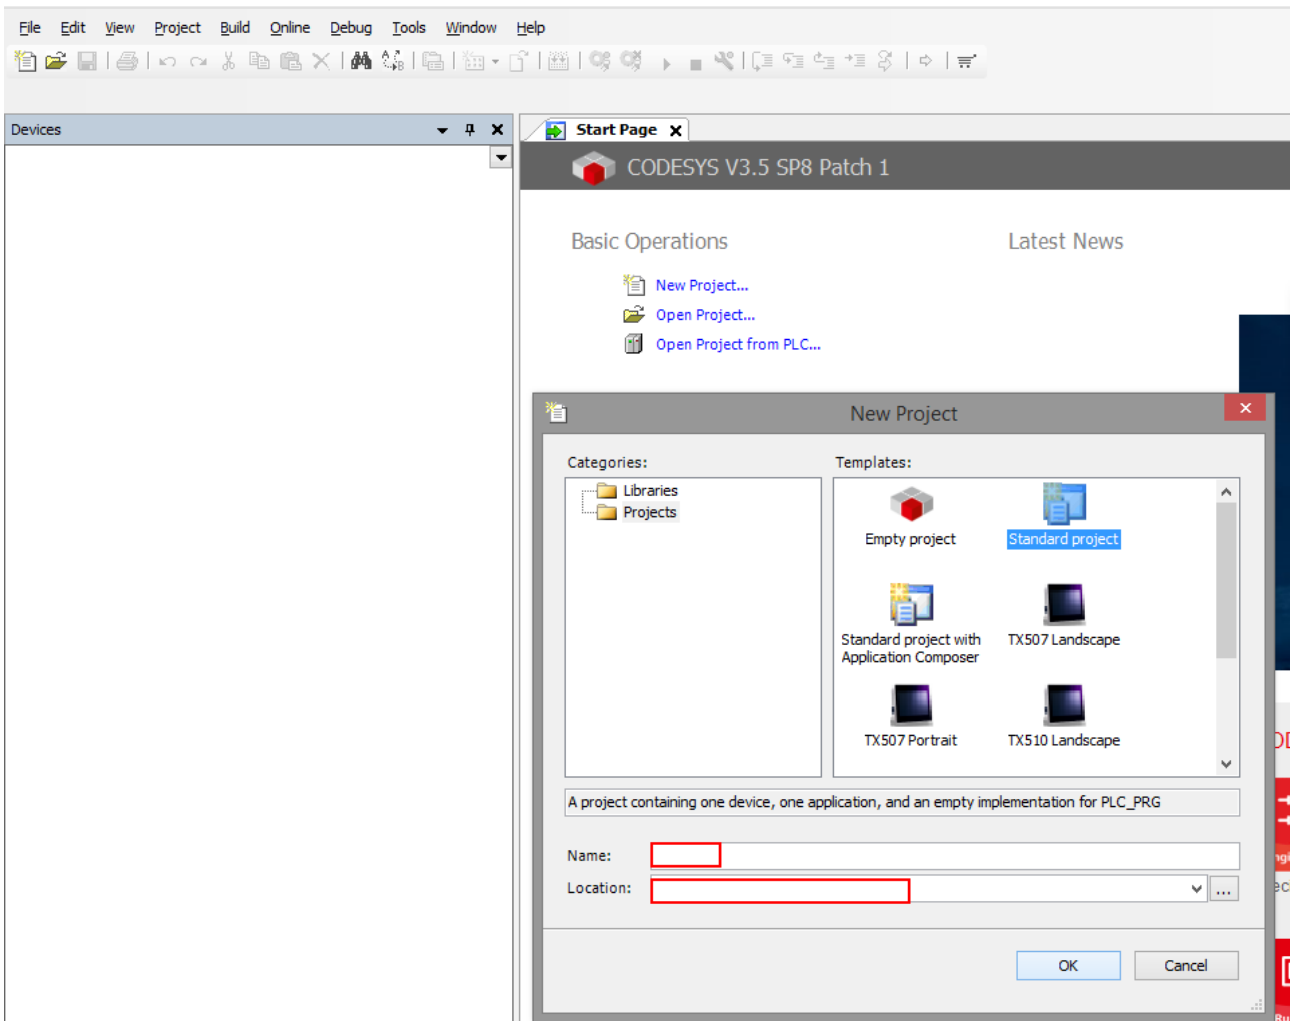 File Edit View Project Build Online Debug Tools Window Help
Devices
Start Page
CODESYS V3.5 SP8 Patch 1
Basic Operations
Latest News
New Project...
Open Project...
Open Project from PLC...
New Project
Categories:
Templates:
Libraries
Projects
Empty project
Standard project
Standard project with
Application Composer
TX507 Landscape
TX507 Portrait
TX510 Landscape
A project containing one device, one application, and an empty implementation for PLC_PRG
Name:
Location:
...
OK
Cancel